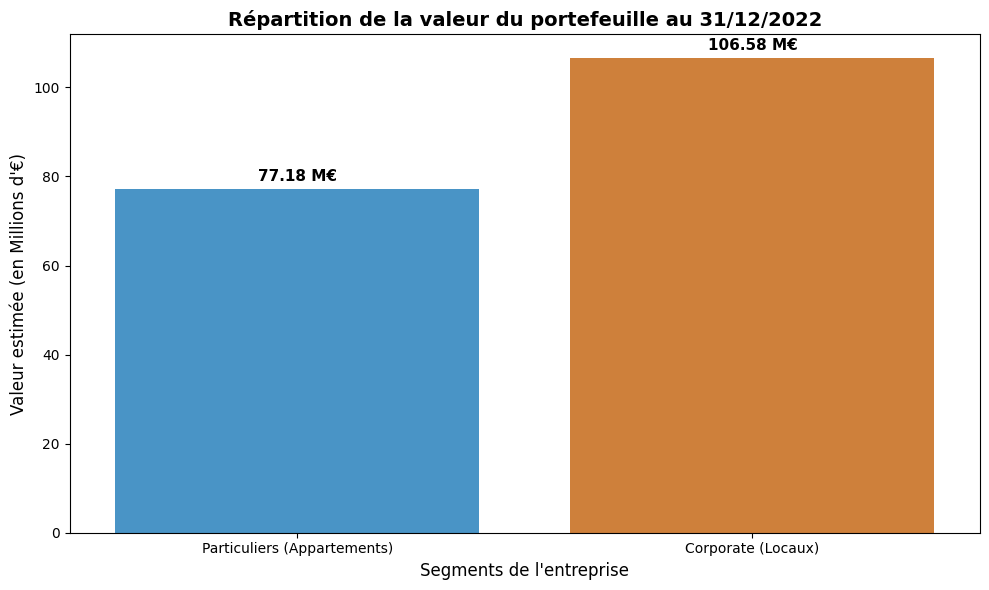 Répartition de la valeur du portefeuille au 31/12/2022
106.58 M€
77.18 M€
Valeur estimée (en Millions d'€)
100
80
60
40
20
0
Particuliers (Appartements)
Corporate (Locaux)
Segments de l'entreprise